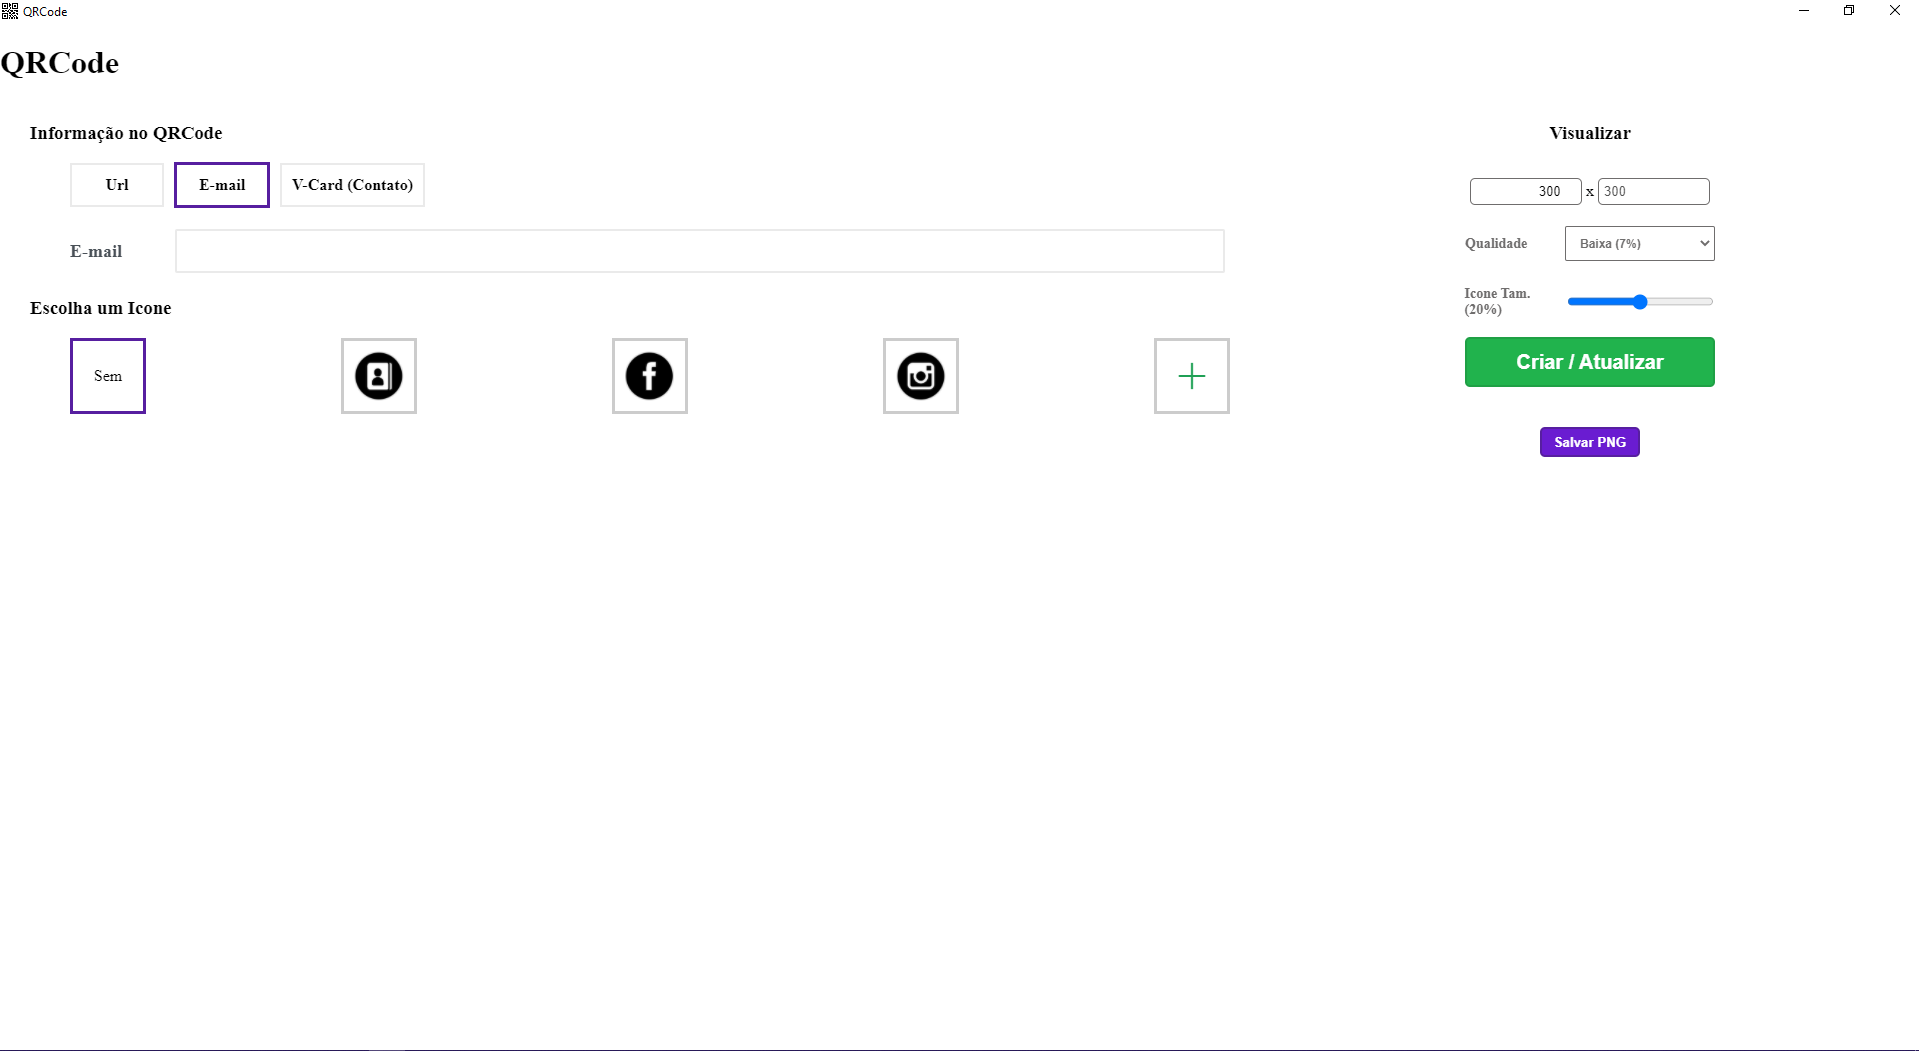 QRCode
QRCode
Informação no QRCode
Url
E-mail
V-Card (Contato)
E-mail
Escolha um Icone
Sem
Visualizar
300 x 300
Qualidade
Baixa (7%)
Icone Tam.
(20%)
Criar / Atualizar
Salvar PNG